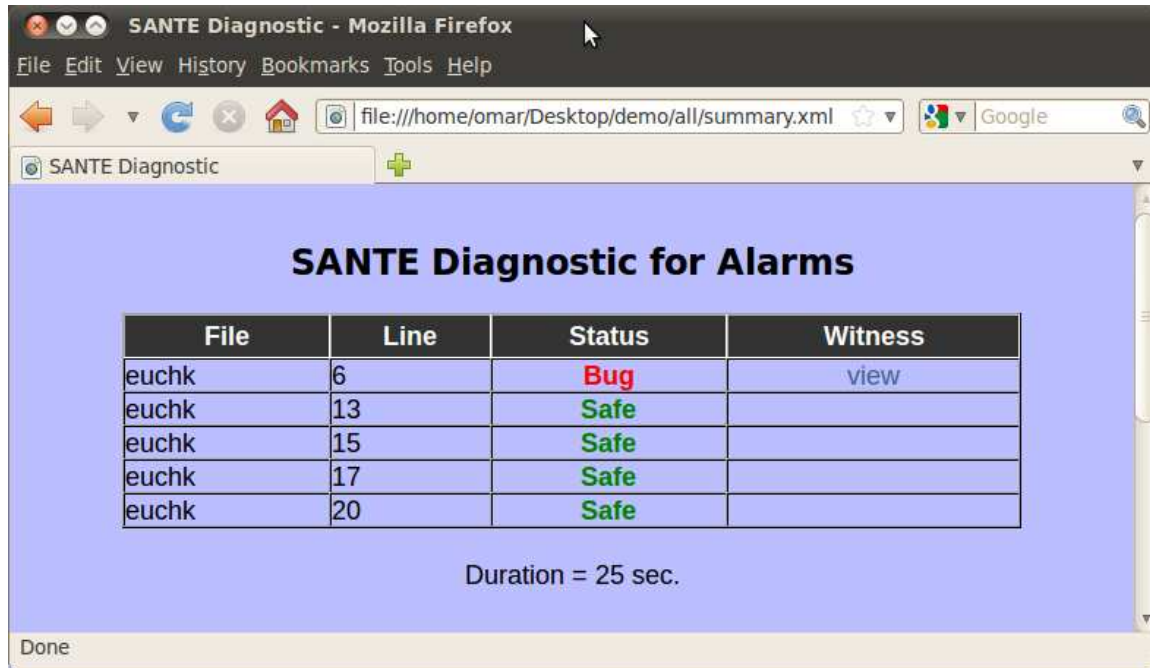 SANTE Diagnostic - Mozilla Firefox
File Edit View History Bookmarks Tools Help
file:///home/omar/Desktop/demo/all/summary.xml Google
SANTE Diagnostic
SANTE Diagnostic for Alarms
File Line Status Witness
euchk 6 Bug view
euchk 13 Safe
euchk 15 Safe
euchk 17 Safe
euchk 20 Safe
Duration = 25 sec.
Done